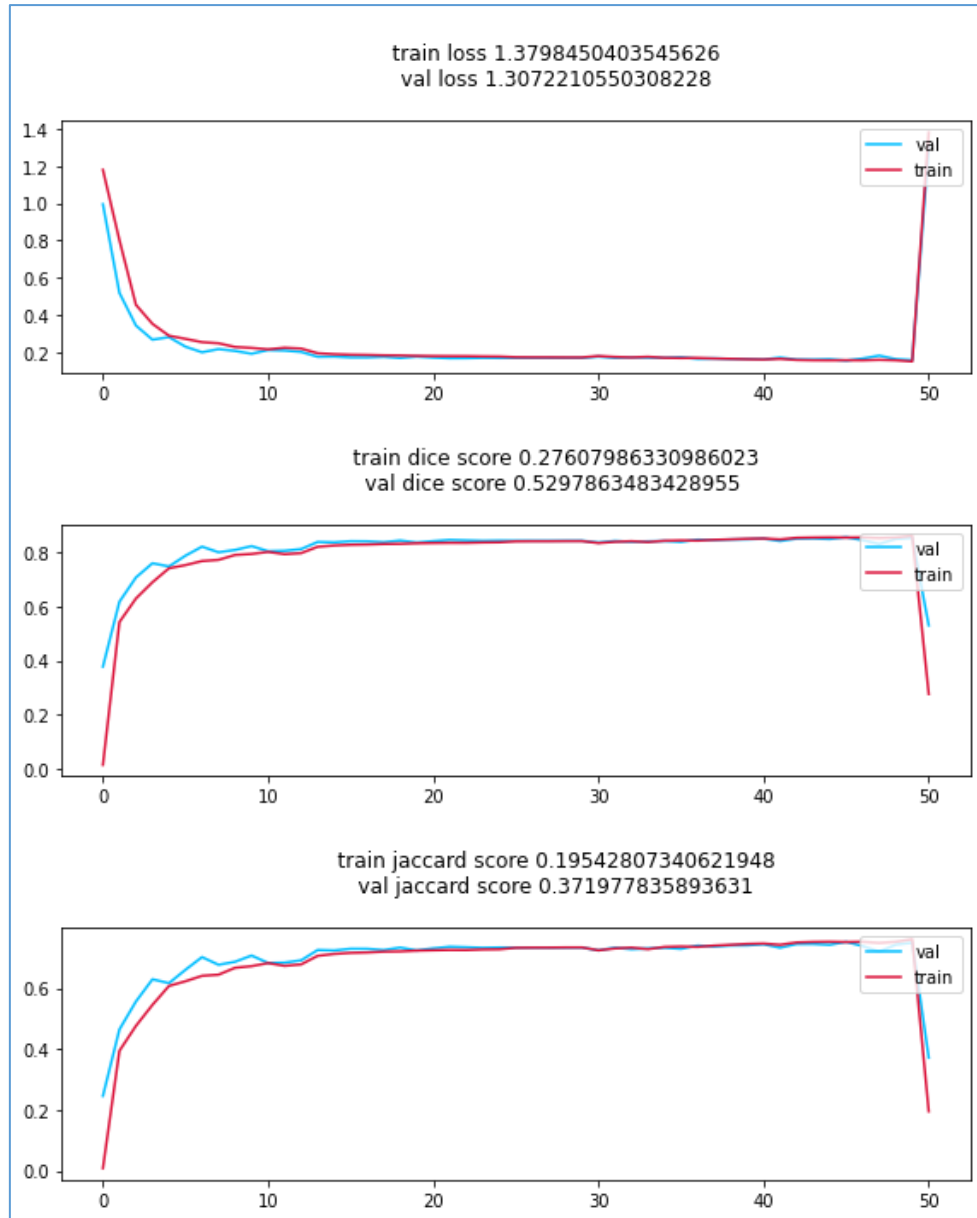 train loss 1.3798450403545626
val loss 1.3072210550308228
1.4
1.2
1.0
0.8
0.6
0.4
0.2
val
train
0 10 20 30 40 50
train dice score 0.27607986330986023
val dice score 0.5297863483428955
0.8
0.6
0.4
0.2
0.0
val
train
0 10 20 30 40 50
train jaccard score 0.19542807340621948
val jaccard score 0.371977835893631
0.6
0.4
0.2
0.0
val
train
0 10 20 30 40 50